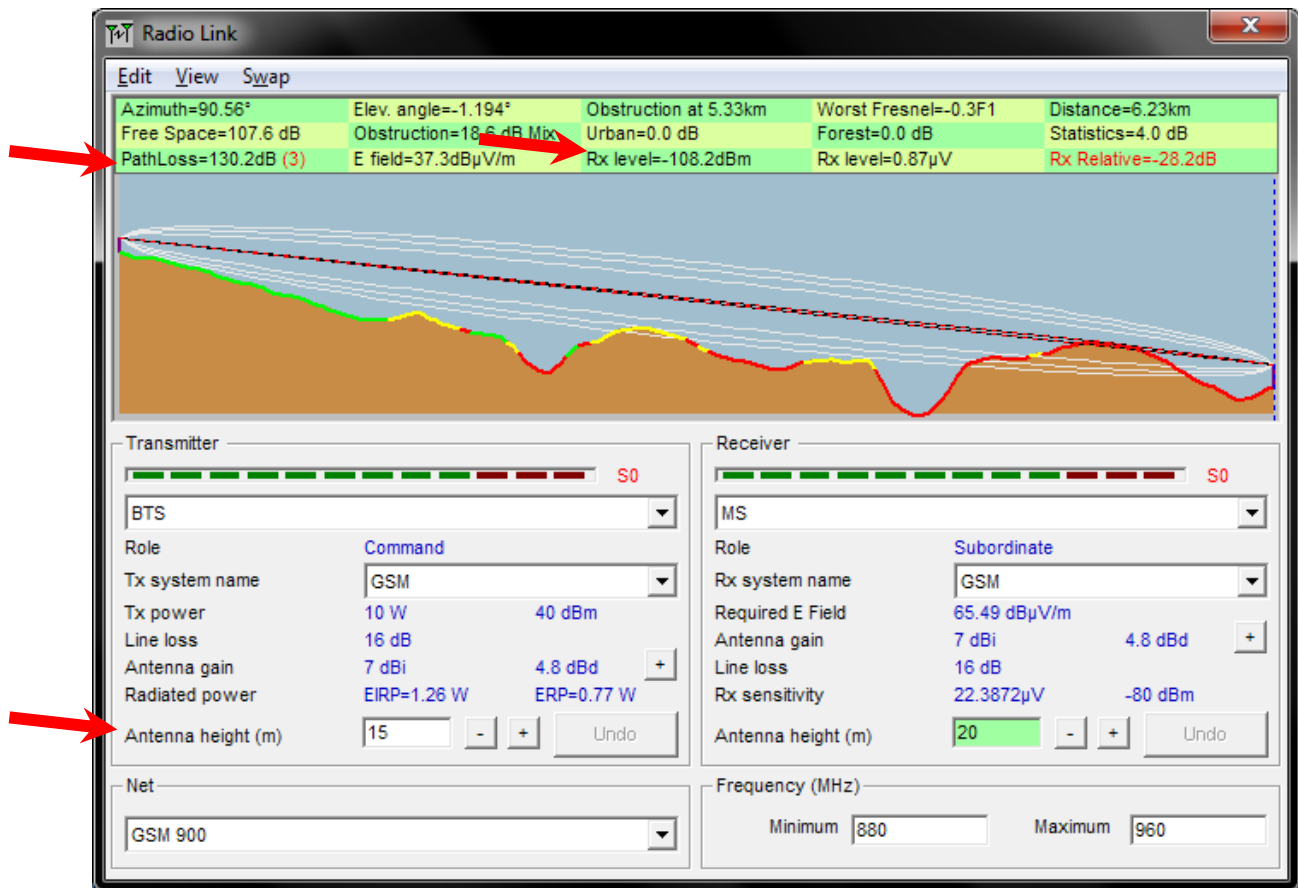 Radio Link
Edit View Swap
Azimuth=90.56° Elev. angle=-1.194° Obstruction at 5.33km Worst Fresnel=-0.3F1 Distance=6.23km
Free Space=107.6 dB Obstruction=18.6 dB Mix Urban=0.0 dB Forest=0.0 dB Statistics=4.0 dB
PathLoss=130.2dB (3) E field=37.3dBµV/m Rx level=-108.2dBm Rx level=0.87µV Rx Relative=-28.2dB
Transmitter
S0
BTS
Role Command
Tx system name GSM
Tx power 10 W 40 dBm
Line loss 16 dB
Antenna gain 7 dBi 4.8 dBd +
Radiated power EIRP=1.26 W ERP=0.77 W
Antenna height (m) 15 - + Undo
Net
GSM 900
Receiver
S0
MS
Role Subordinate
Rx system name GSM
Required E Field 65.49 dBµV/m
Antenna gain 7 dBi 4.8 dBd +
Line loss 16 dB
Rx sensitivity 22.3872µV -80 dBm
Antenna height (m) 20 - + Undo
Frequency (MHz)
Minimum 880 Maximum 960